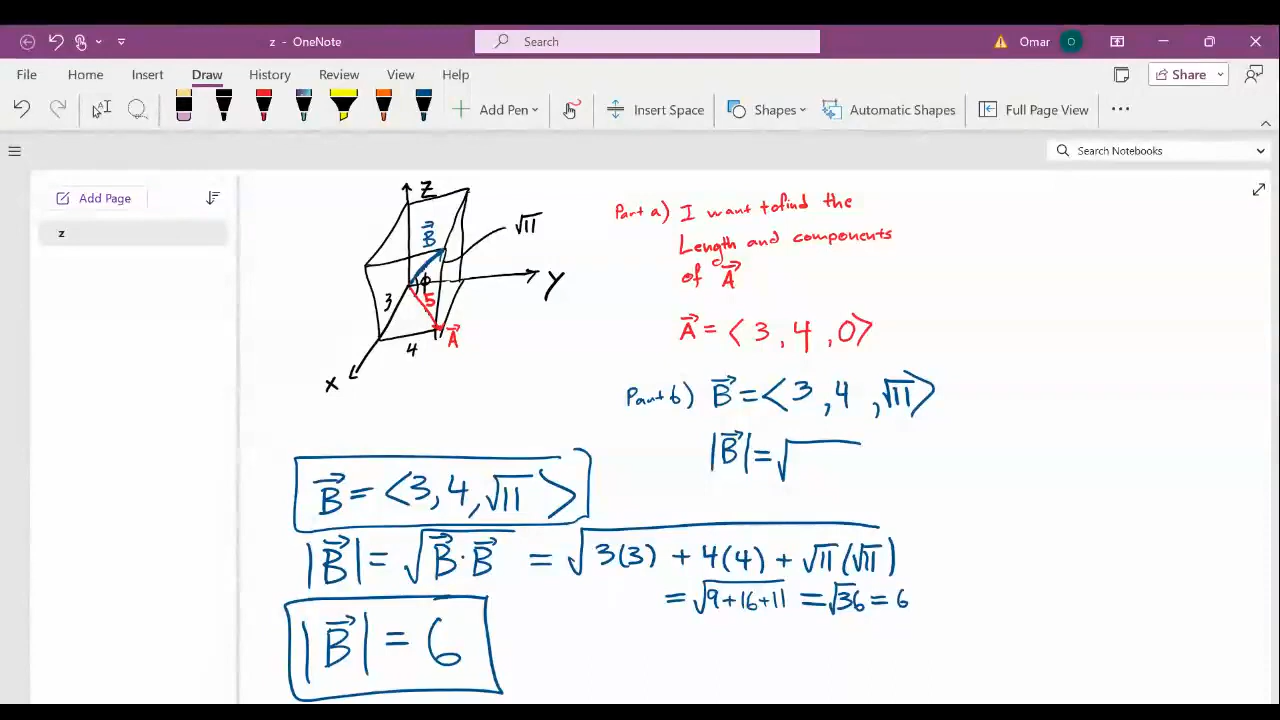 z - OneNote
Search
Omar
O
File Home Insert Draw History Review View Help
Share
Add Pen
Insert Space
Shapes
Automatic Shapes
Full Page View
Search Notebooks
Add Page
z
Z
B⃗
√11
Y
ϕ
3
5
A⃗
4
X
Part a) I want to find the
Length and components
of A⃗
A⃗ = ⟨3, 4, 0⟩
Part b) B⃗ = ⟨3, 4, √11⟩
|B⃗| = √
B⃗ = ⟨3, 4, √11⟩
|B⃗| = √B⃗·B⃗ = √3(3) + 4(4) + √11(√11)
= √9+16+11 = √36 = 6
|B⃗| = 6